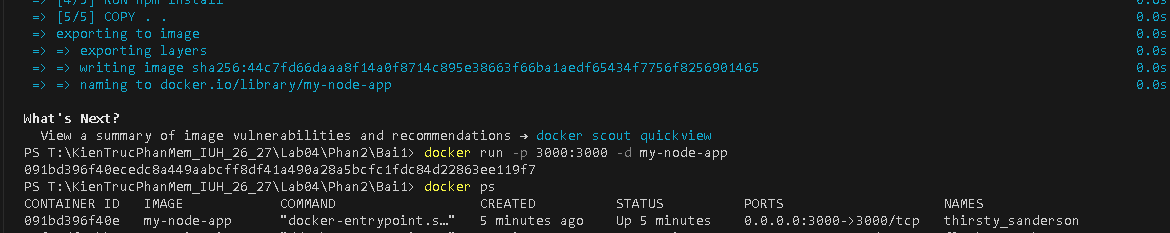 => [4/5] RUN npm install 0.0s
=> [5/5] COPY . . 0.0s
=> exporting to image 0.0s
=> => exporting layers 0.0s
=> => writing image sha256:44c7fd66daaa8f14a0f8714c895e38663f66ba1aedf65434f7756f8256901465 0.0s
=> => naming to docker.io/library/my-node-app 0.0s
What's Next?
View a summary of image vulnerabilities and recommendations → docker scout quickview
PS T:\KienTrucPhanMem_IUH_26_27\Lab04\Phan2\Bai1> docker run -p 3000:3000 -d my-node-app
091bd396f40ecedc8a449aabcff8df41a490a28a5bcfc1fdc84d22863ee119f7
PS T:\KienTrucPhanMem_IUH_26_27\Lab04\Phan2\Bai1> docker ps
CONTAINER ID IMAGE COMMAND CREATED STATUS PORTS NAMES
091bd396f40e my-node-app "docker-entrypoint.s…" 5 minutes ago Up 5 minutes 0.0.0.0:3000->3000/tcp thirsty_sanderson